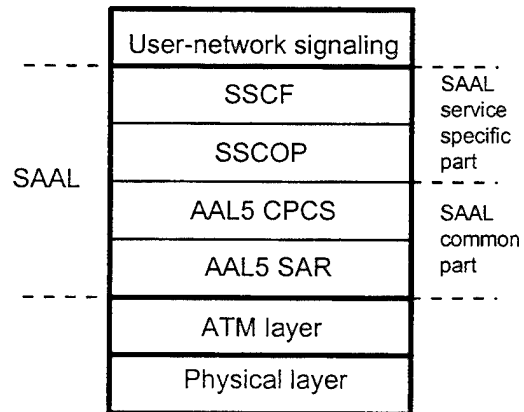 User-network signaling
SSCF
SSCOP
AAL5 CPCS
AAL5 SAR
ATM layer
Physical layer
SAAL
SAAL
service
specific
part
SAAL
common
part